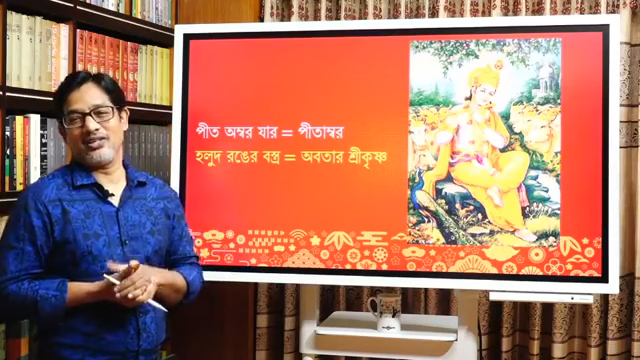 পীত অম্বর যার = পীতাম্বর
হলুদ রঙের বস্ত্র = অবতার শ্রীকৃষ্ণ